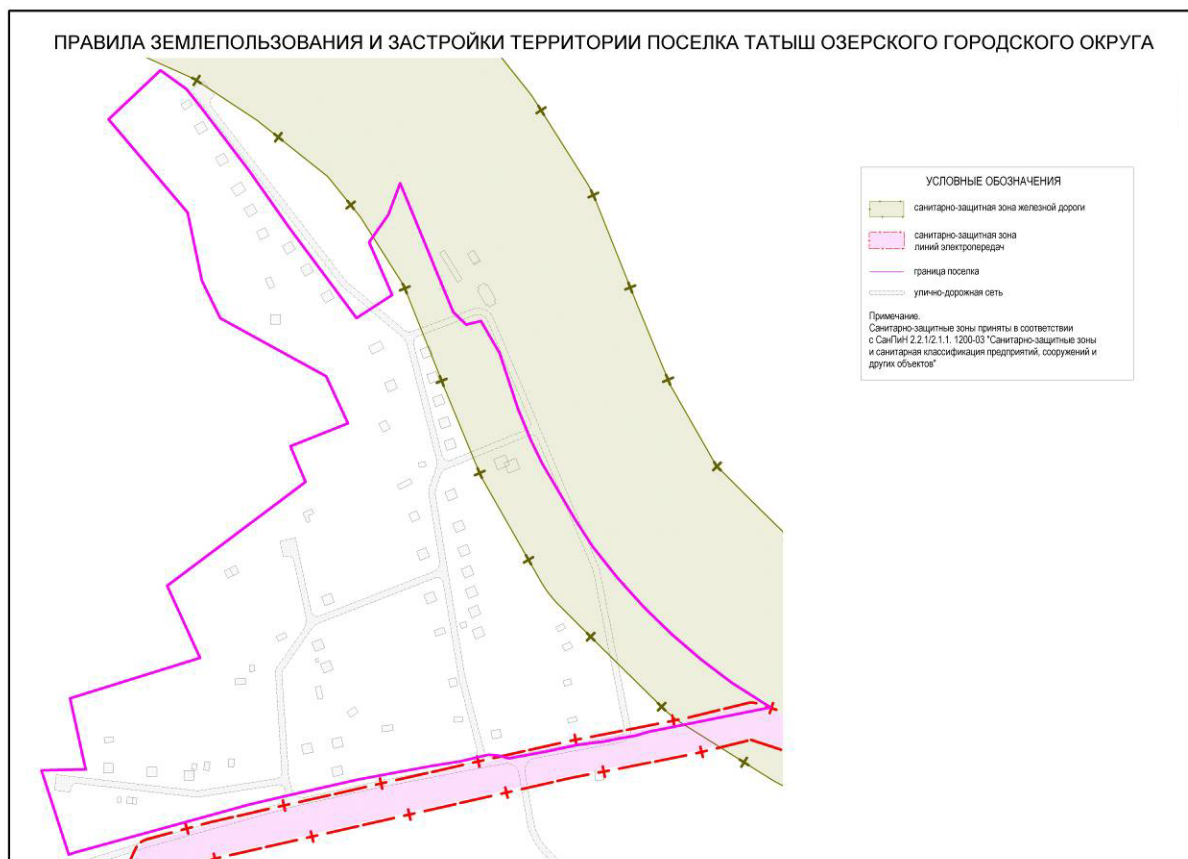 ПРАВИЛА ЗЕМЛЕПОЛЬЗОВАНИЯ И ЗАСТРОЙКИ ТЕРРИТОРИИ ПОСЕЛКА ТАТЫШ ОЗЕРСКОГО ГОРОДСКОГО ОКРУГА
УСЛОВНЫЕ ОБОЗНАЧЕНИЯ
санитарно-защитная зона железной дороги
санитарно-защитная зона
линий электропередач
граница поселка
улично-дорожная сеть
Примечание.
Санитарно-защитные зоны приняты в соответствии
с СанПиН 2.2.1/2.1.1. 1200-03 "Санитарно-защитные зоны
и санитарная классификация предприятий, сооружений и
других объектов"